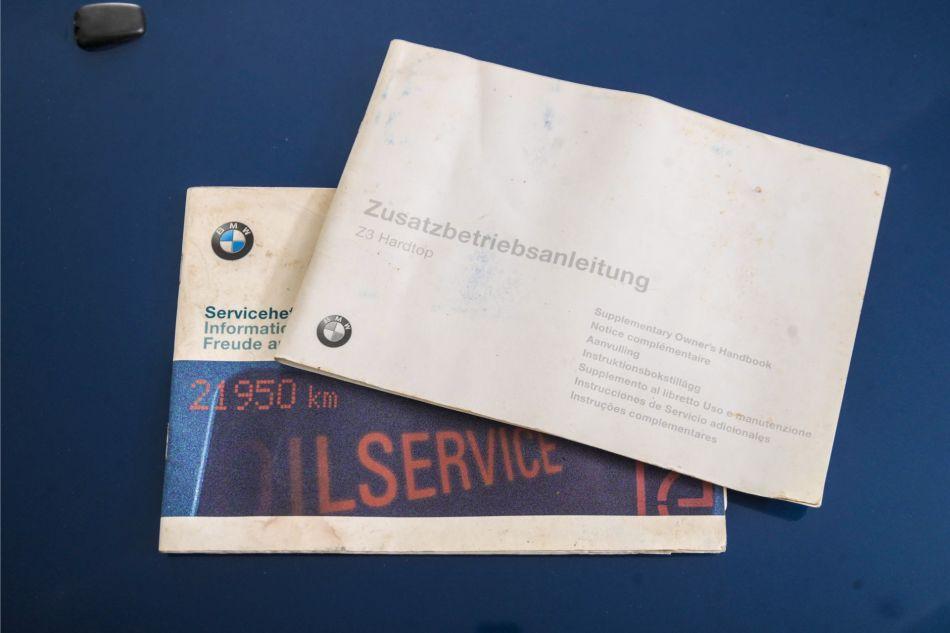 Zusatzbetriebsanleitung
Z3 Hardtop
BMW
Supplementary Owner's Handbook
Notice complémentaire
Aanvulling
Instruktionsbokstillägg
Supplemento al libretto Uso e manutenzione
Instrucciones de Servicio adicionales
Instruções complementares
BMW
Servicehef
Informatio
Freude a
21950 km
OILSERVICE